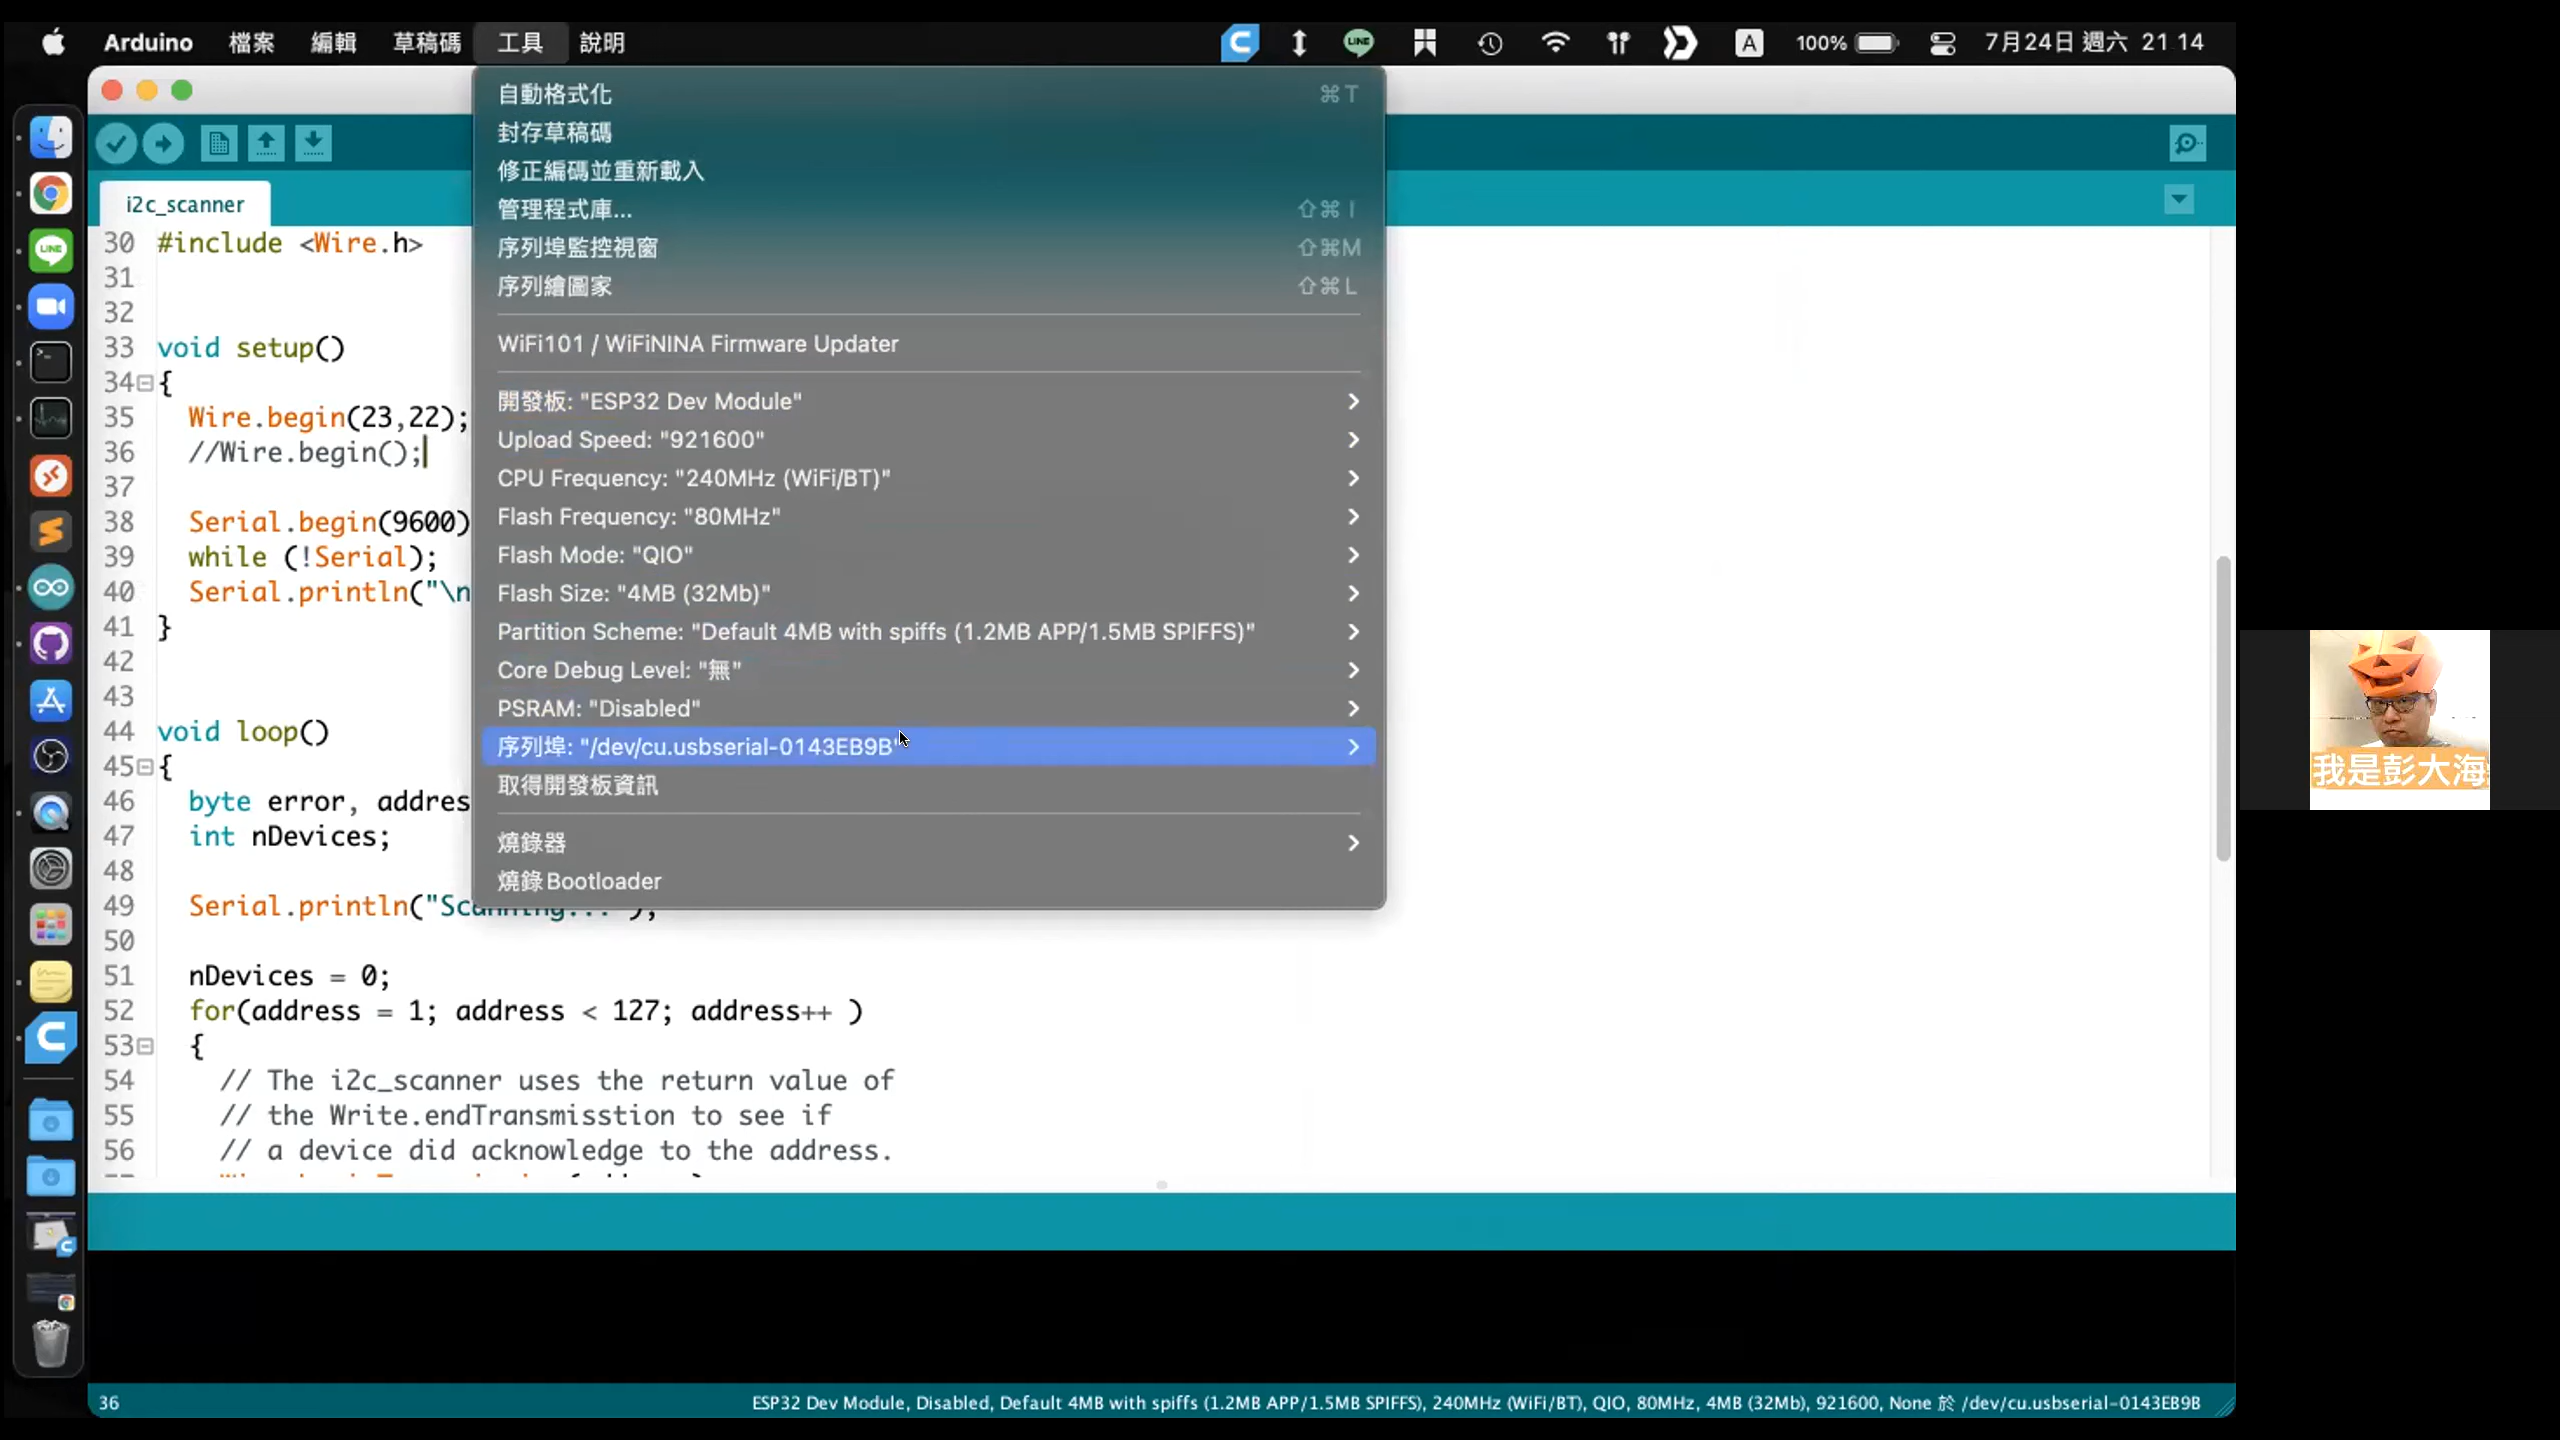 Arduino 檔案 編輯 草稿碼 工具 說明 A 100% 7月24日 週六 21 14
自動格式化 ⌘T
封存草稿碼
修正編碼並重新載入
管理程式庫... ⇧⌘I
序列埠監控視窗 ⇧⌘M
序列繪圖家 ⇧⌘L
WiFi101 / WiFiNINA Firmware Updater
開發板: "ESP32 Dev Module"
Upload Speed: "921600"
CPU Frequency: "240MHz (WiFi/BT)"
Flash Frequency: "80MHz"
Flash Mode: "QIO"
Flash Size: "4MB (32Mb)"
Partition Scheme: "Default 4MB with spiffs (1.2MB APP/1.5MB SPIFFS)"
Core Debug Level: "無"
PSRAM: "Disabled"
序列埠: "/dev/cu.usbserial-0143EB9B"
取得開發板資訊
燒錄器
燒錄Bootloader
i2c_scanner
30 #include <Wire.h>
31
32
33 void setup()
34 {
35 Wire.begin(23,22);
36 //Wire.begin();
37
38 Serial.begin(9600)
39 while (!Serial);
40 Serial.println("\n
41 }
42
43
44 void loop()
45 {
46 byte error, addres
47 int nDevices;
48
49 Serial.println("Scanning...");
50
51 nDevices = 0;
52 for(address = 1; address < 127; address++ )
53 {
54 // The i2c_scanner uses the return value of
55 // the Write.endTransmisstion to see if
56 // a device did acknowledge to the address.
我是彭大海
36 ESP32 Dev Module, Disabled, Default 4MB with spiffs (1.2MB APP/1.5MB SPIFFS), 240MHz (WiFi/BT), QIO, 80MHz, 4MB (32Mb), 921600, None 於 /dev/cu.usbserial-0143EB9B